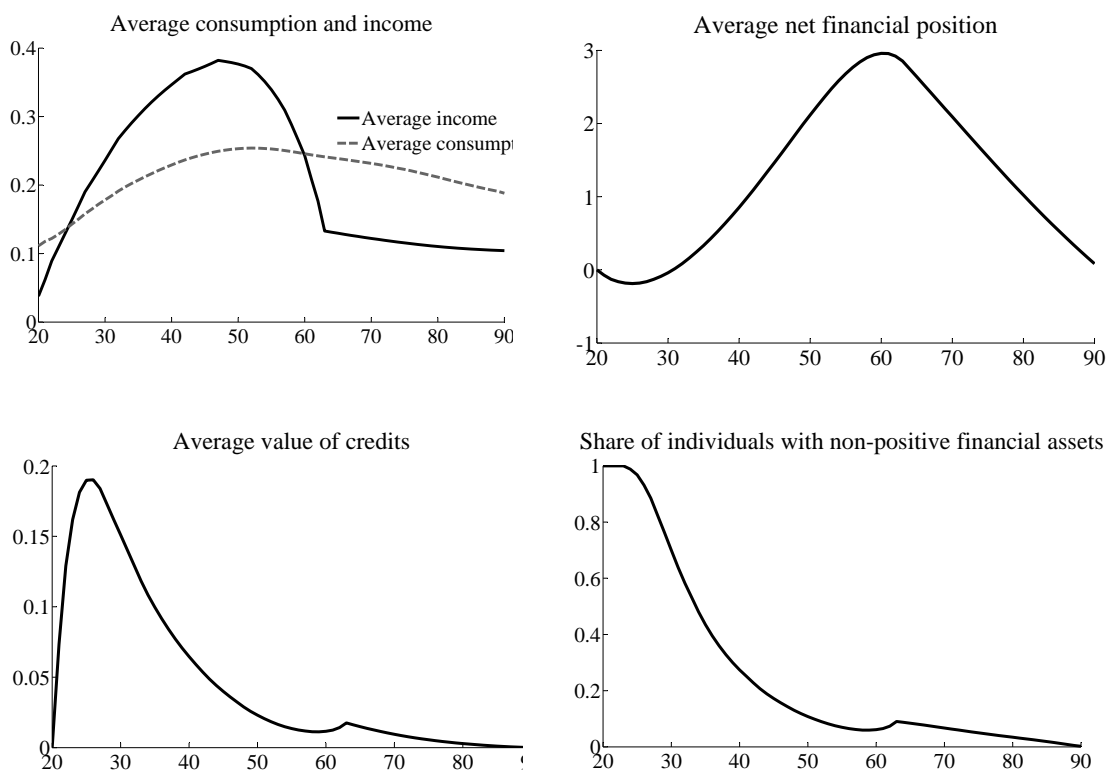 Average consumption and income
0.4
0.3
0.2
0.1
0
20 30 40 50 60 70 80 90
Average income
Average consumpt
Average net financial position
3
2
1
0
-1
20 30 40 50 60 70 80 90
Average value of credits
0.2
0.15
0.1
0.05
0
20 30 40 50 60 70 80
Share of individuals with non-positive financial assets
1
0.8
0.6
0.4
0.2
0
20 30 40 50 60 70 80 90